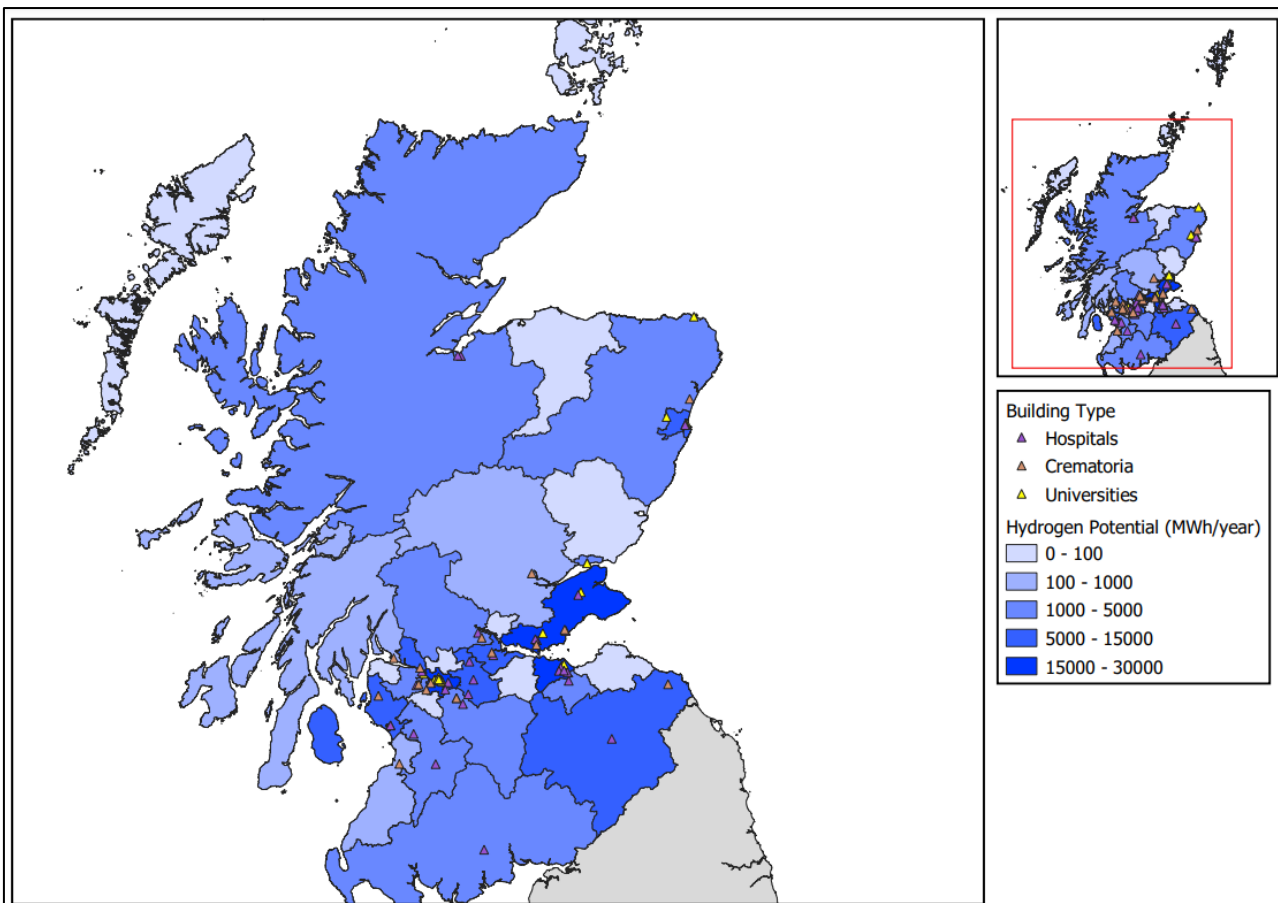 Building Type
Hospitals
Crematoria
Universities
Hydrogen Potential (MWh/year)
0 - 100
100 - 1000
1000 - 5000
5000 - 15000
15000 - 30000